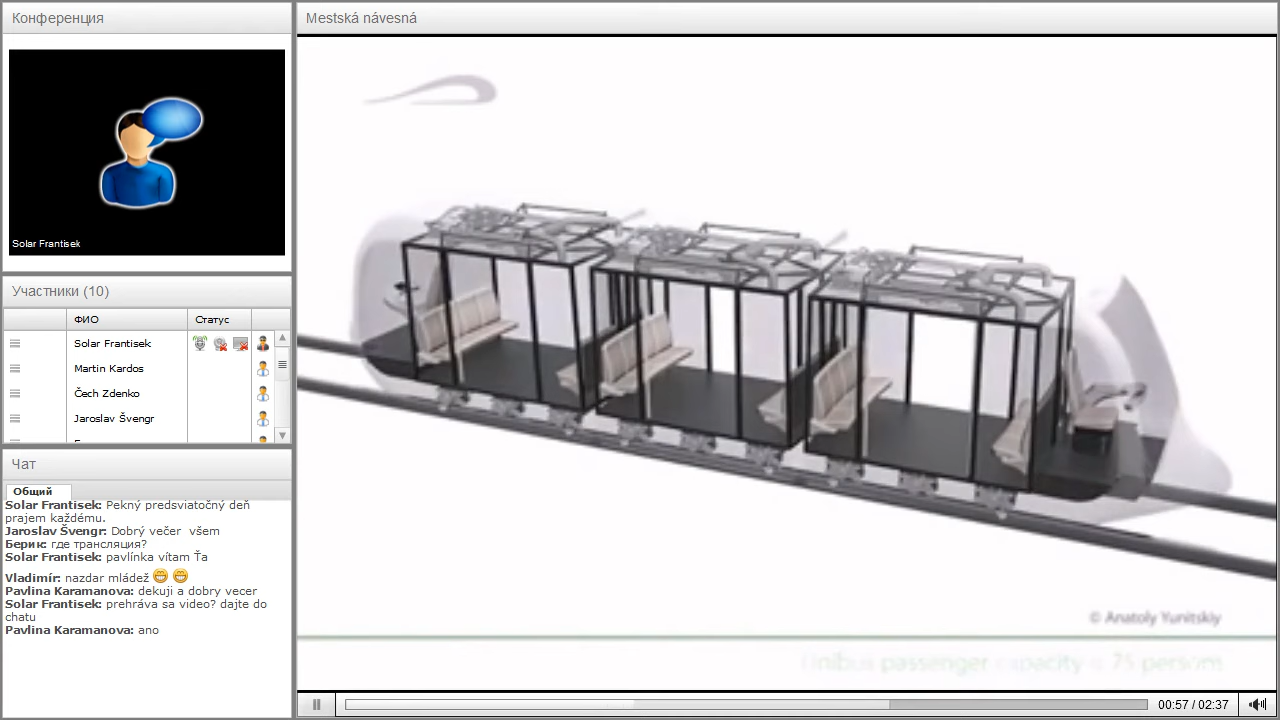 Конференция
Solar Frantisek
Участники (10)
ФИО
Статус
Solar Frantisek
Martin Kardos
Čech Zdenko
Jaroslav Švengr
Чат
Общий
Solar Frantisek: Pekný predsviatočný deň
prajem každému.
Jaroslav Švengr: Dobrý večer všem
Берик: где трансляция?
Solar Frantisek: pavlínka vítam Ťa
Vladimír: nazdar mládež
Pavlina Karamanova: dekuji a dobry vecer
Solar Frantisek: prehráva sa video? dajte do
chatu
Pavlina Karamanova: ano
Mestská návesná
© Anatoly Yunitskiy
Unibus passenger capacity
75 persons
00:57 / 02:37